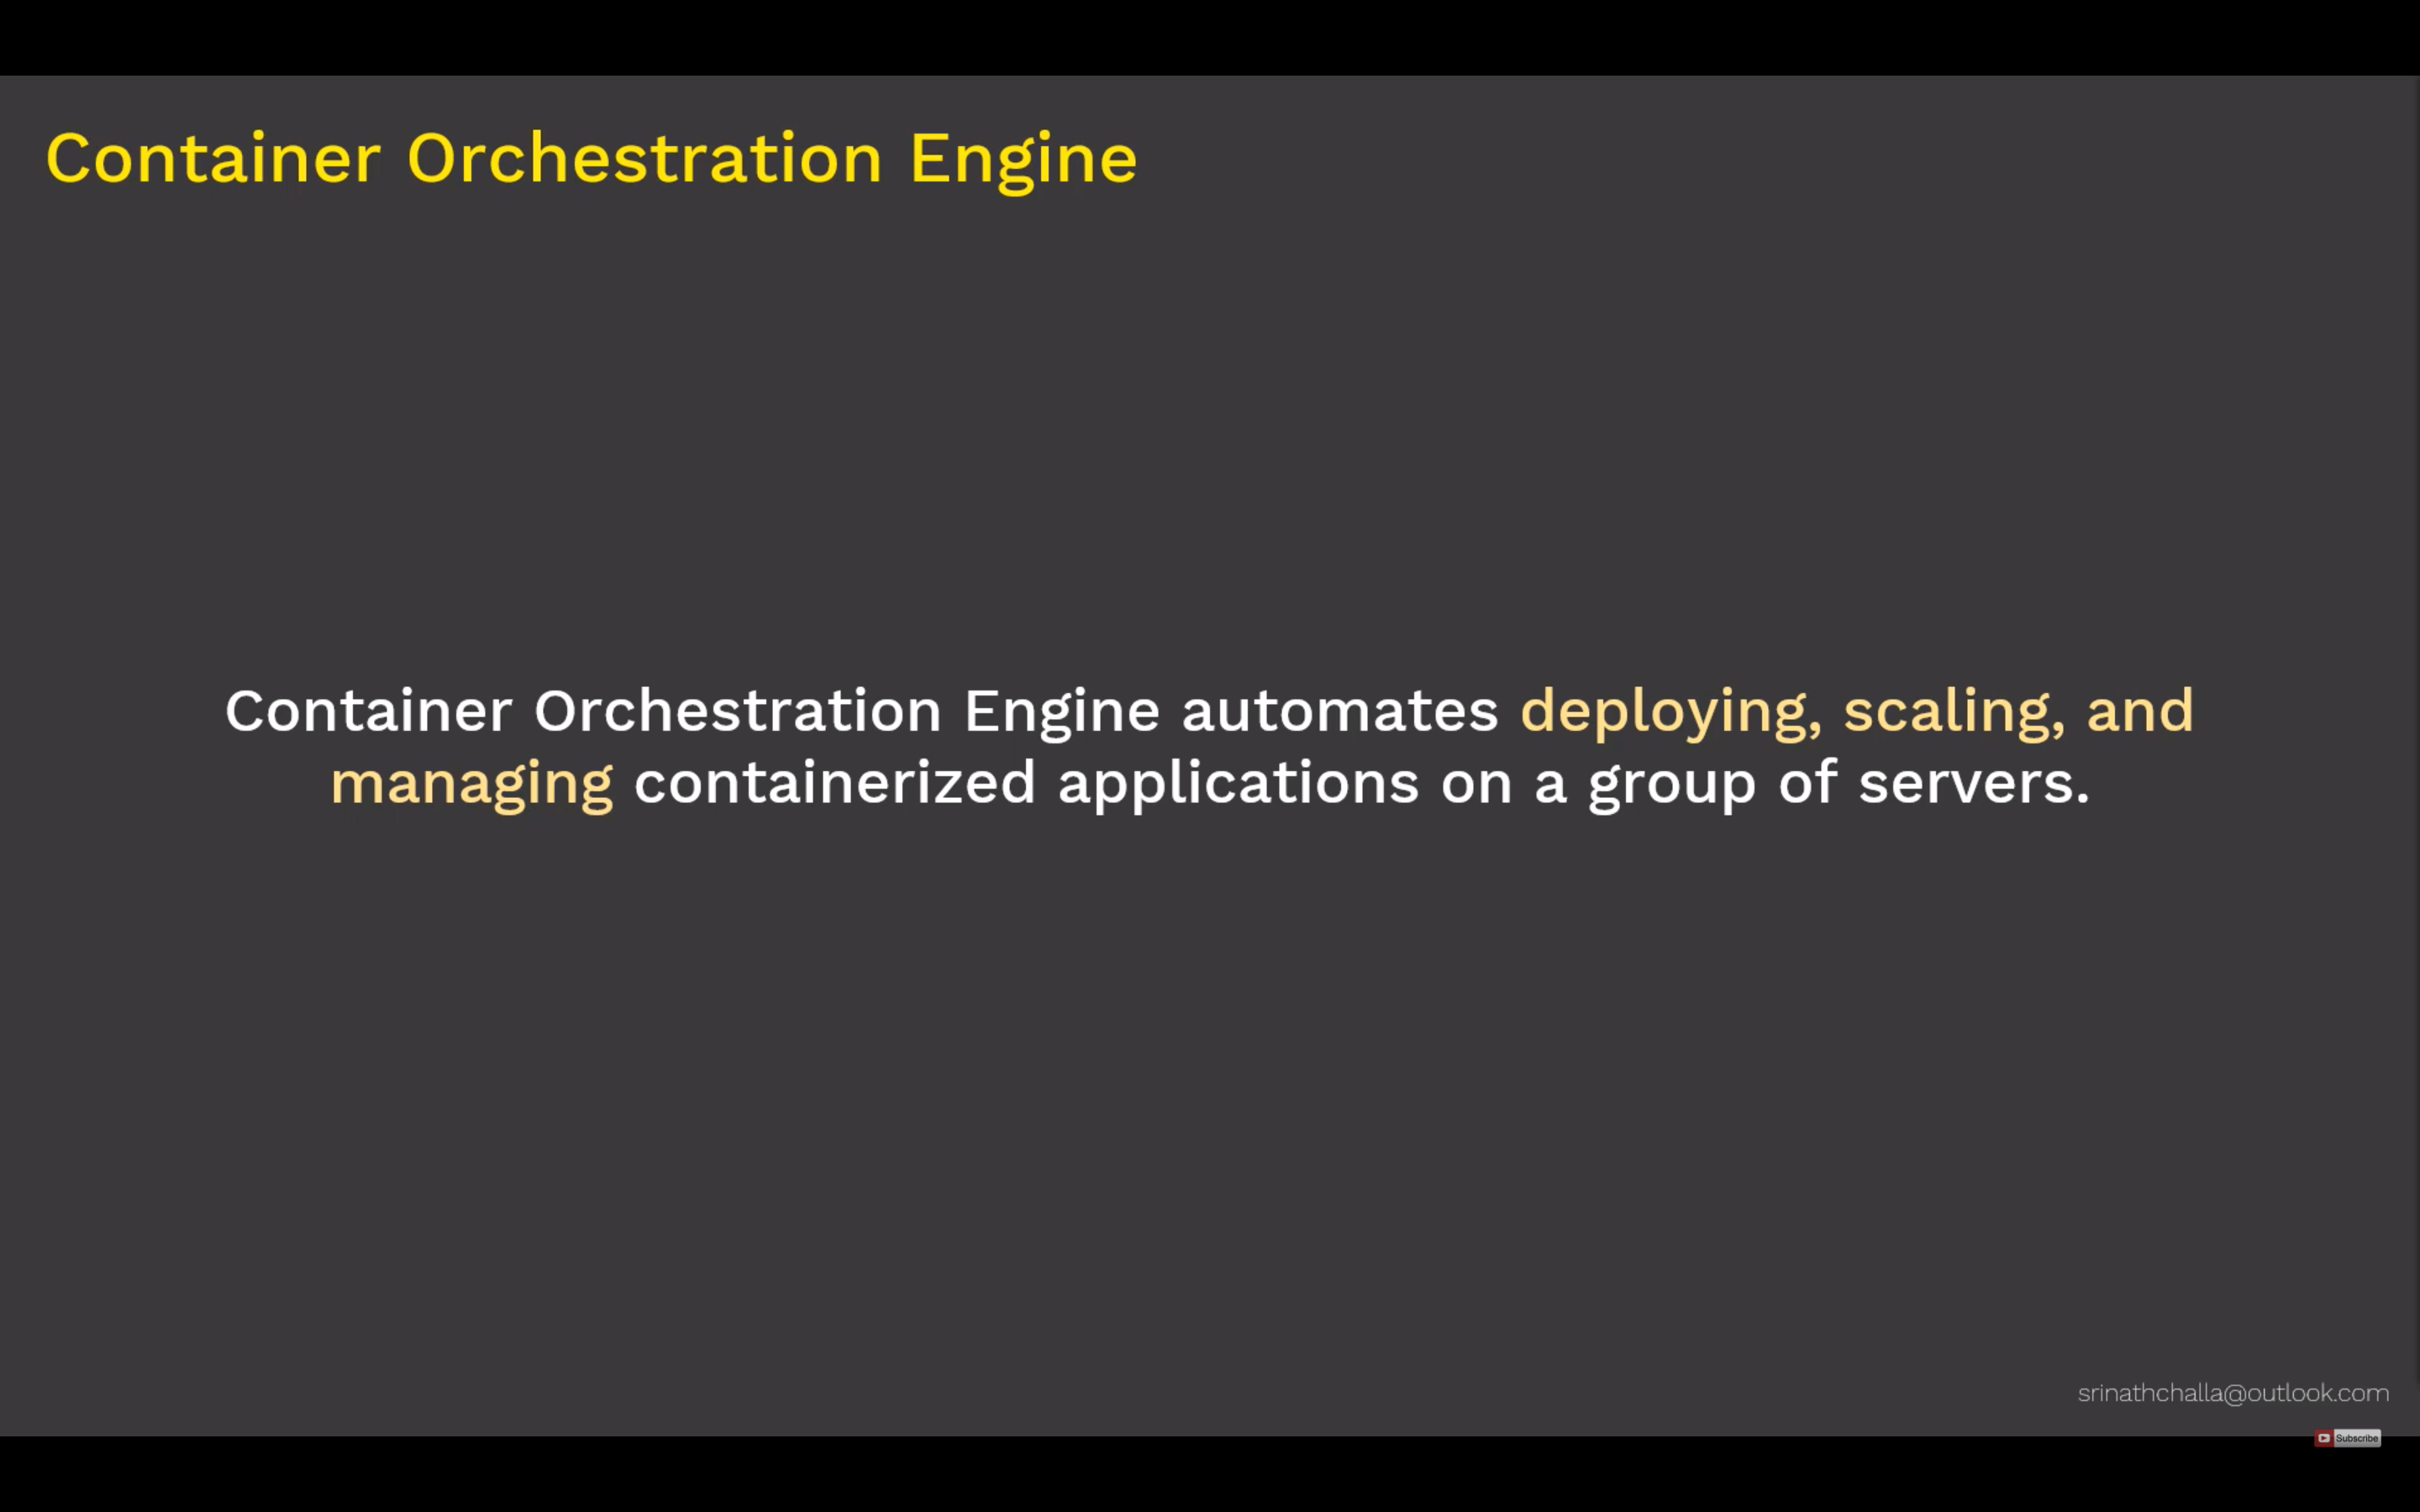 Container Orchestration Engine
Container Orchestration Engine automates deploying, scaling, and
managing containerized applications on a group of servers.
srinathchalla@outlook.com
Subscribe